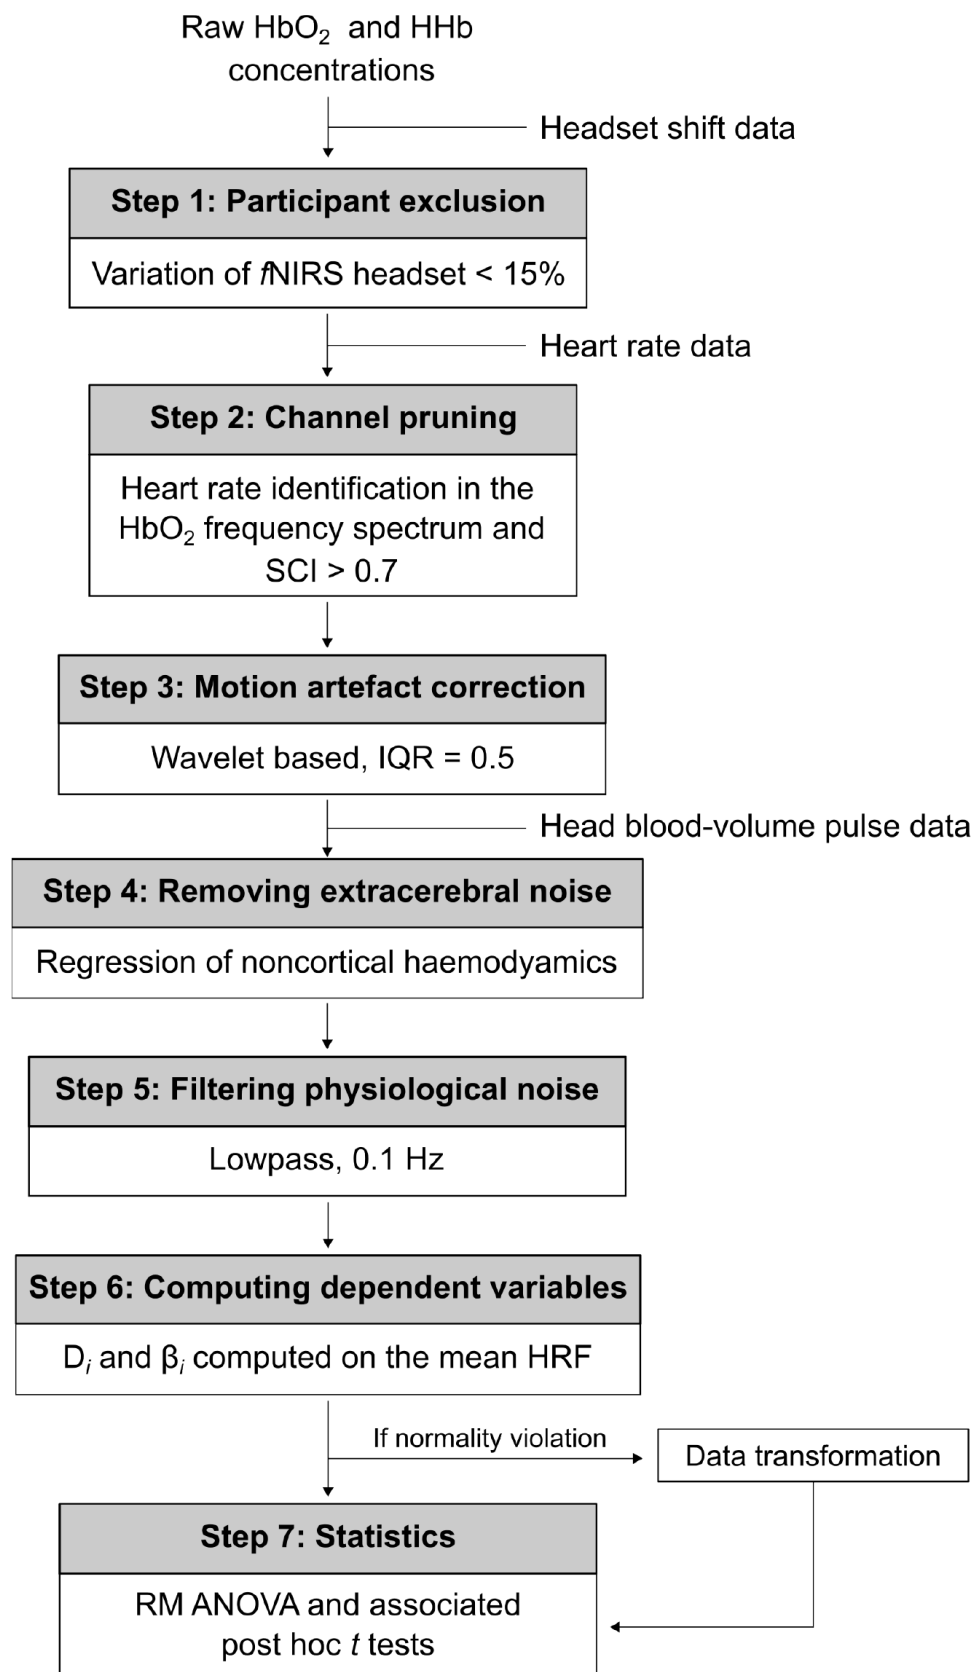 Raw HbO₂ and HHb
concentrations
Headset shift data
Step 1: Participant exclusion
Variation of fNIRS headset < 15%
Heart rate data
Step 2: Channel pruning
Heart rate identification in the
HbO₂ frequency spectrum and
SCI > 0.7
Step 3: Motion artefact correction
Wavelet based, IQR = 0.5
Head blood-volume pulse data
Step 4: Removing extracerebral noise
Regression of noncortical haemodyamics
Step 5: Filtering physiological noise
Lowpass, 0.1 Hz
Step 6: Computing dependent variables
Dᵢ and βᵢ computed on the mean HRF
If normality violation
Data transformation
Step 7: Statistics
RM ANOVA and associated
post hoc t tests